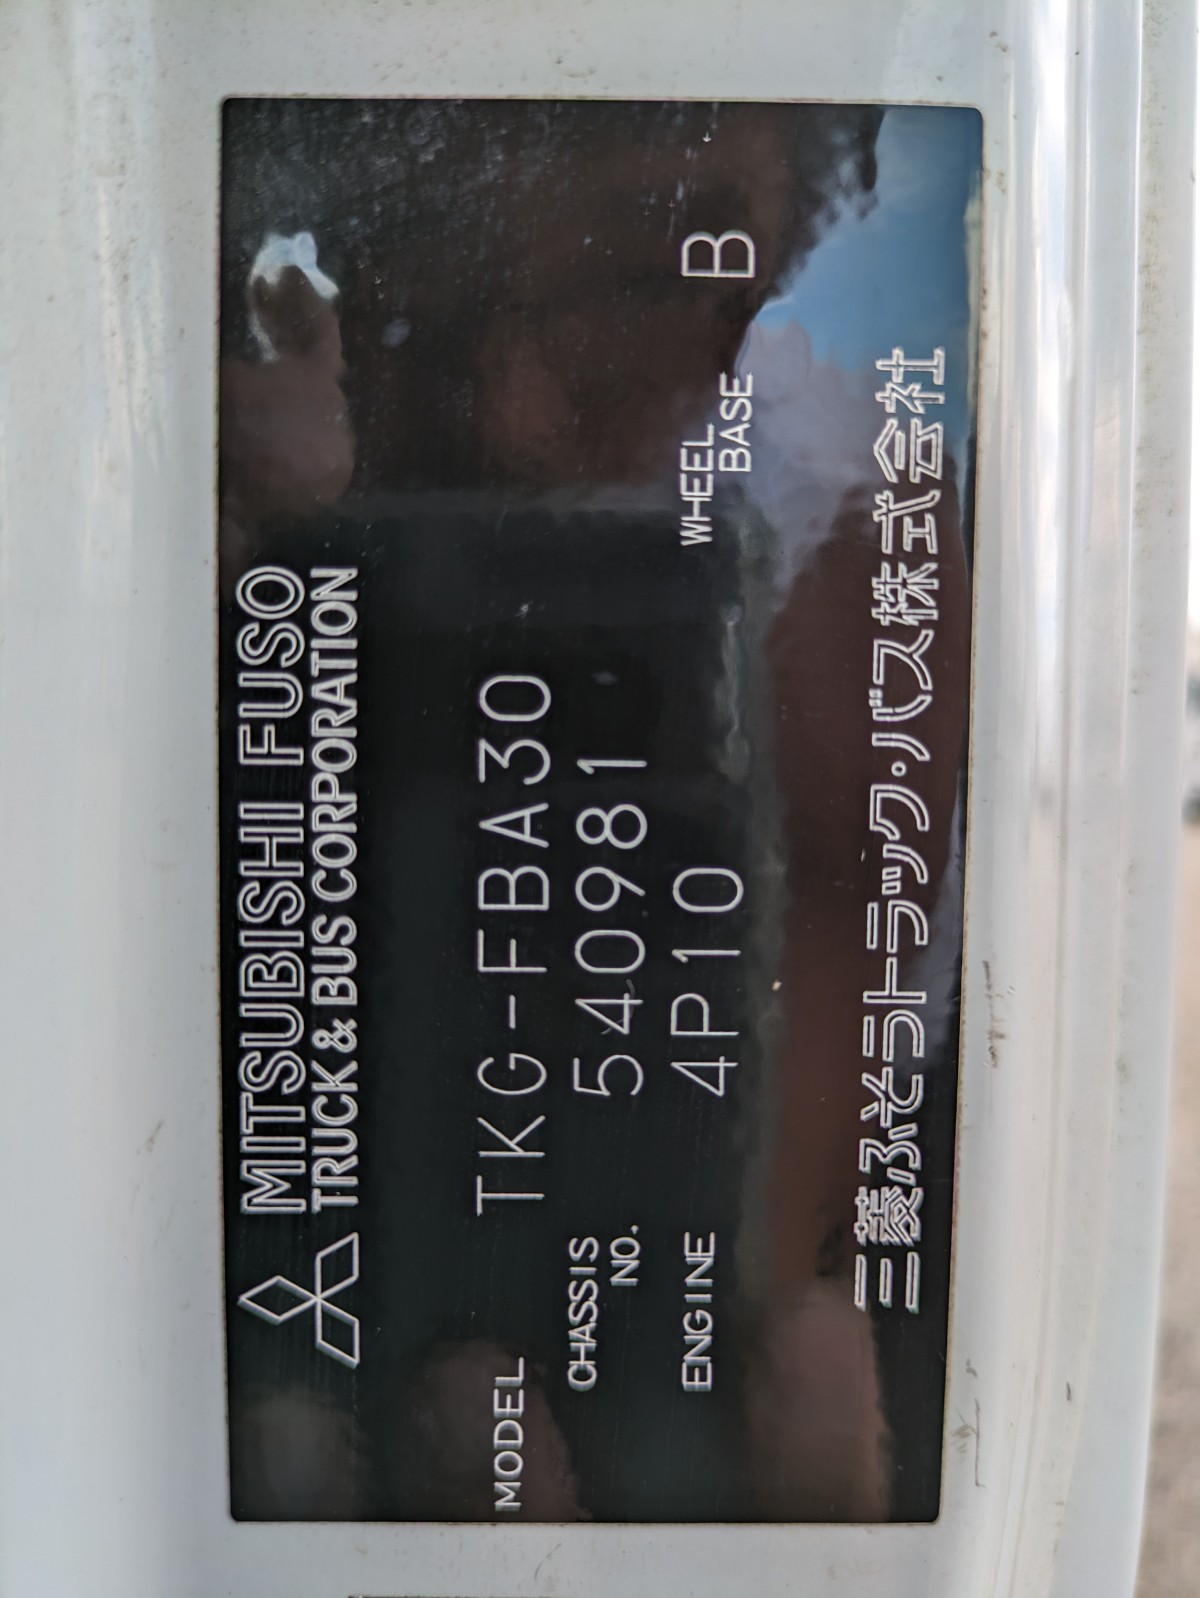 MITSUBISHI FUSO
TRUCK & BUS CORPORATION
MODEL TKG-FBA30
CHASSIS NO. 540981
ENGINE 4P10 WHEEL BASE B
三菱ふそうトラック・バス株式会社